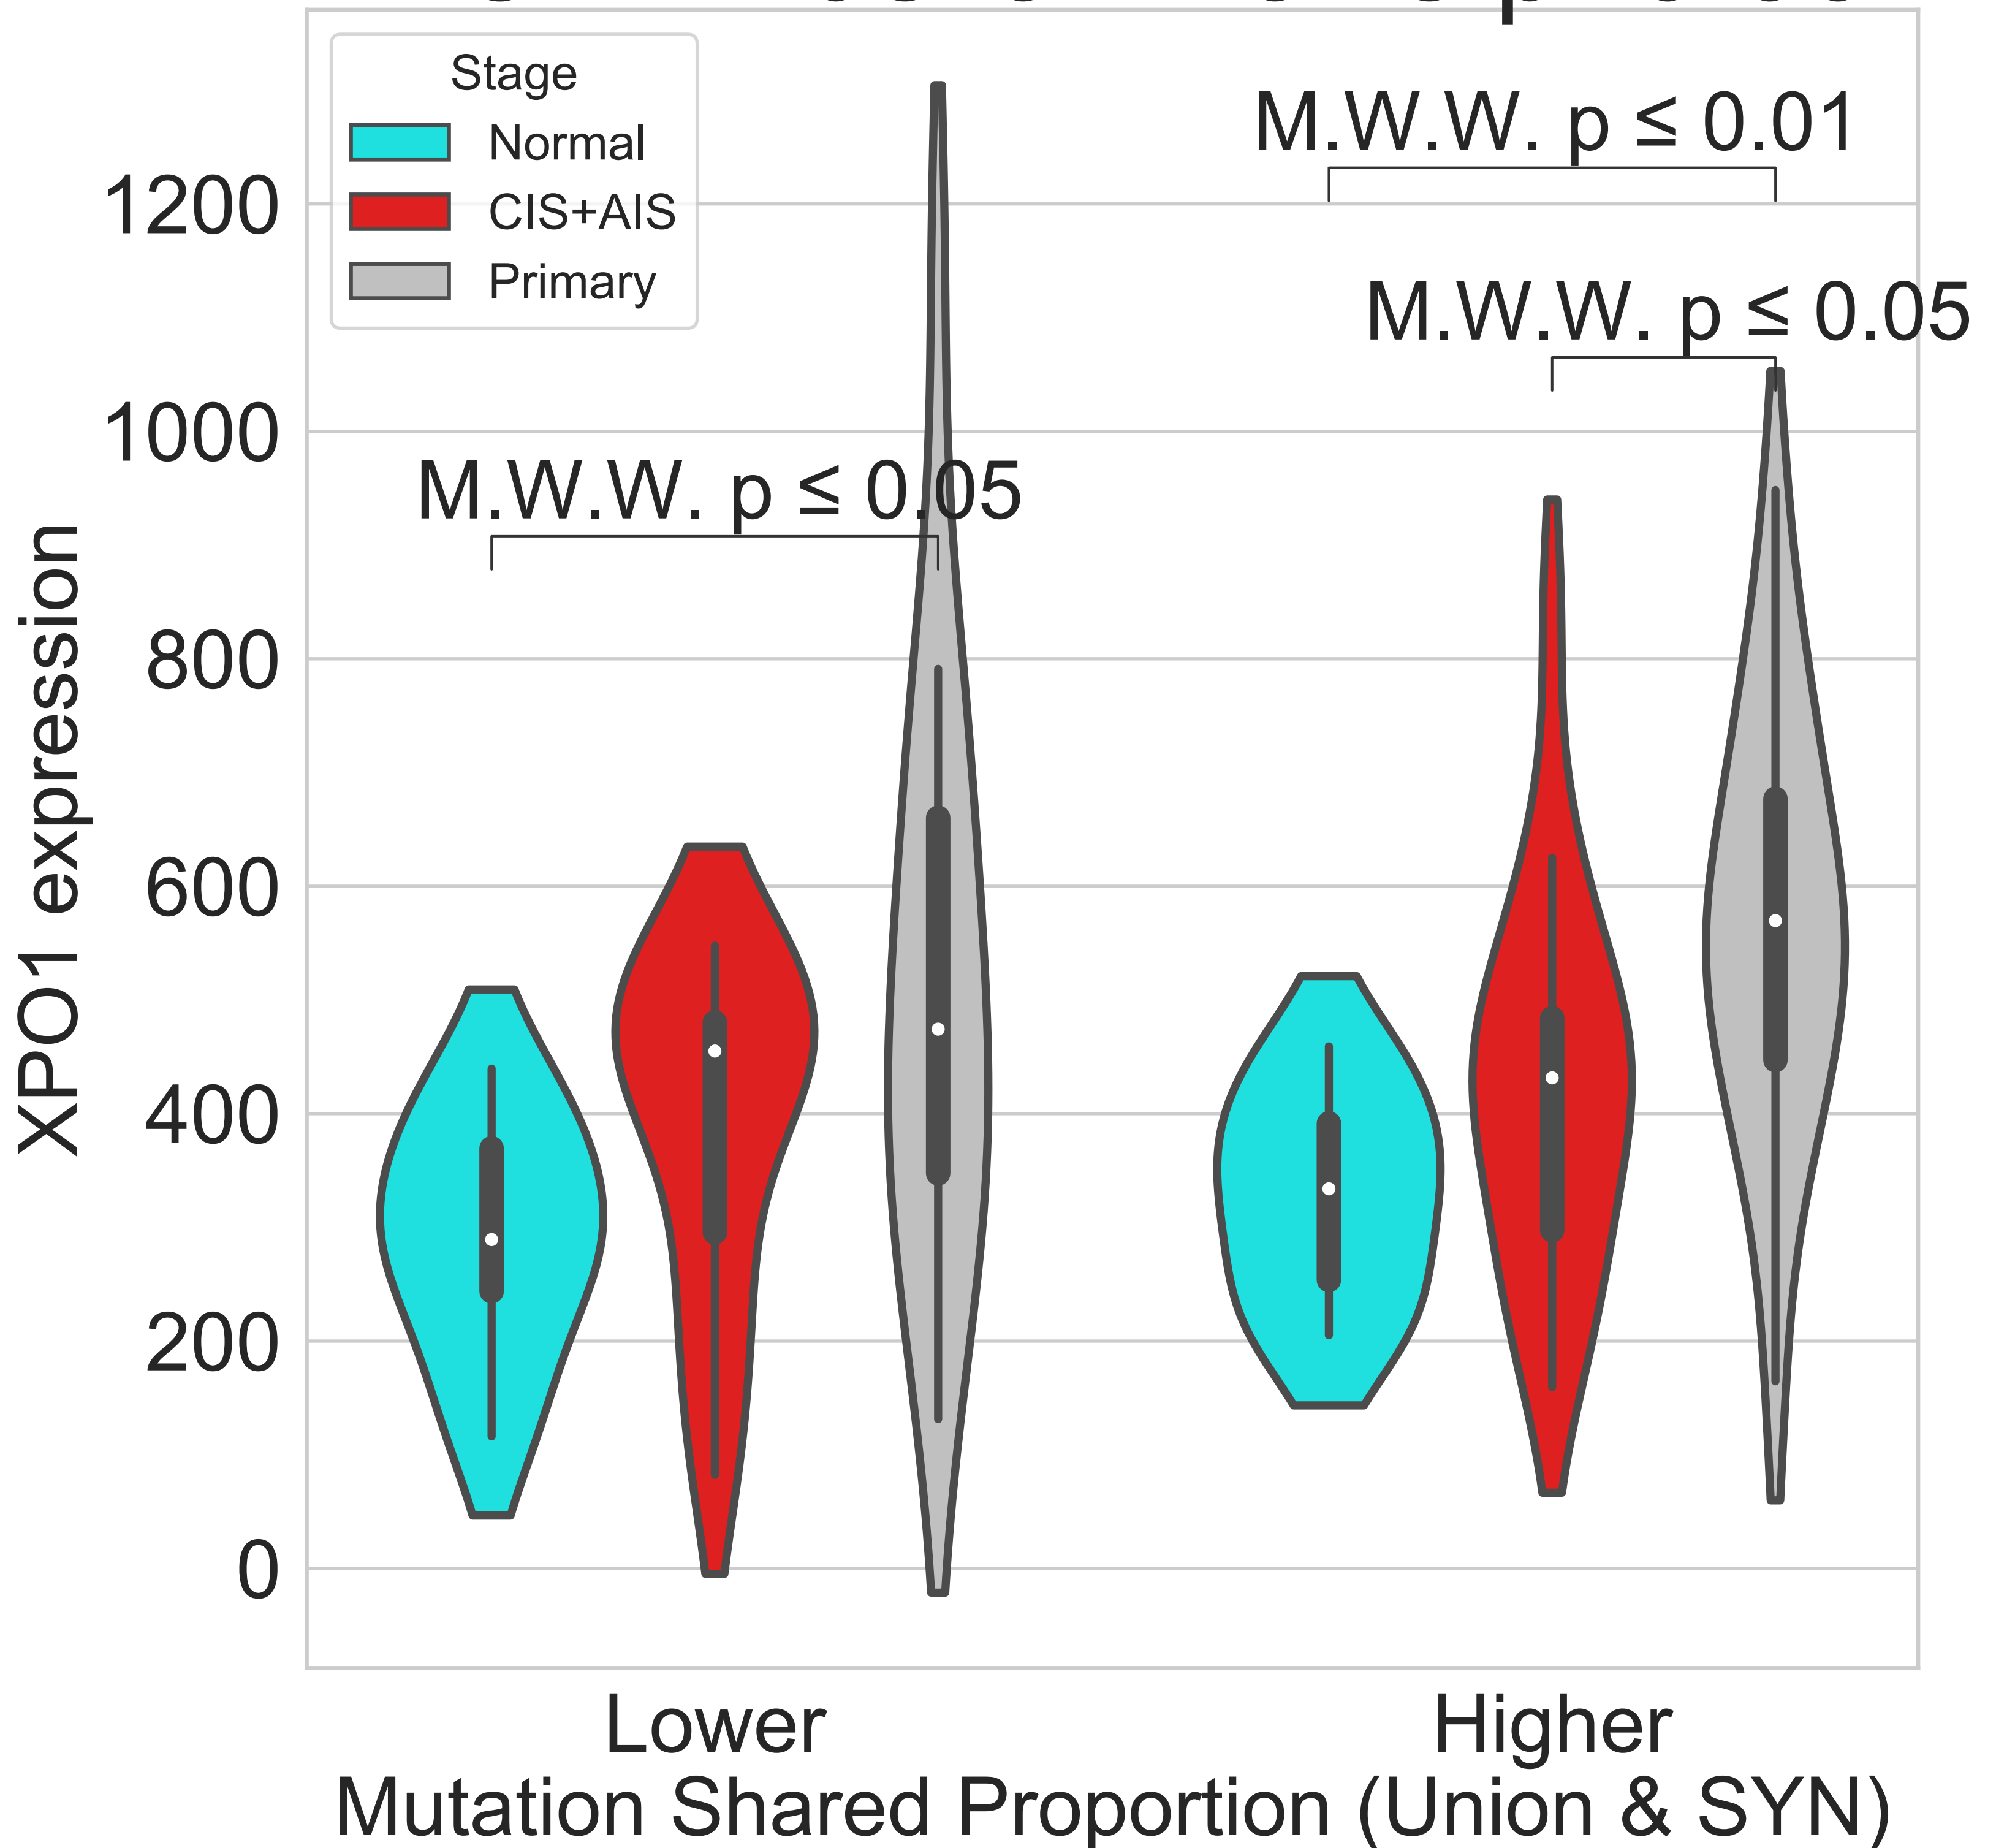 Stage
Normal
CIS+AIS
Primary
M.W.W. p ≤ 0.01
M.W.W. p ≤ 0.05
M.W.W. p ≤ 0.05
XPO1 expression
1200
1000
800
600
400
200
0
Lower
Higher
Mutation Shared Proportion (Union & SYN)